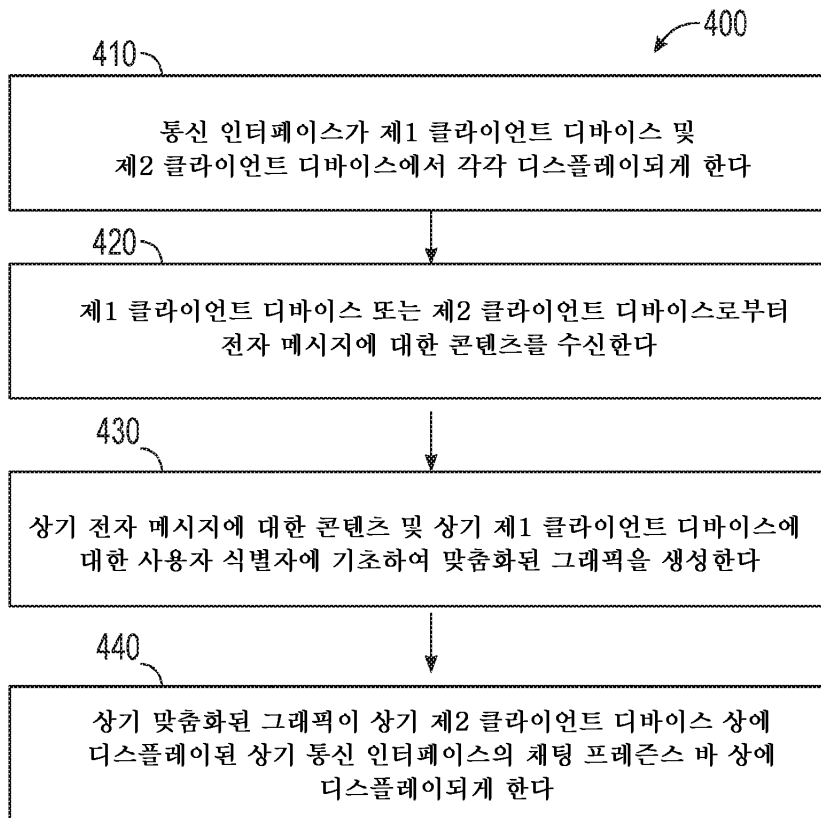 400
410
통신 인터페이스가 제1 클라이언트 디바이스 및
제2 클라이언트 디바이스에서 각각 디스플레이되게 한다
420
제1 클라이언트 디바이스 또는 제2 클라이언트 디바이스로부터
전자 메시지에 대한 콘텐츠를 수신한다
430
상기 전자 메시지에 대한 콘텐츠 및 상기 제1 클라이언트 디바이스에
대한 사용자 식별자에 기초하여 맞춤화된 그래픽을 생성한다
440
상기 맞춤화된 그래픽이 상기 제2 클라이언트 디바이스 상에
디스플레이된 상기 통신 인터페이스의 채팅 프레즌스 바 상에
디스플레이되게 한다